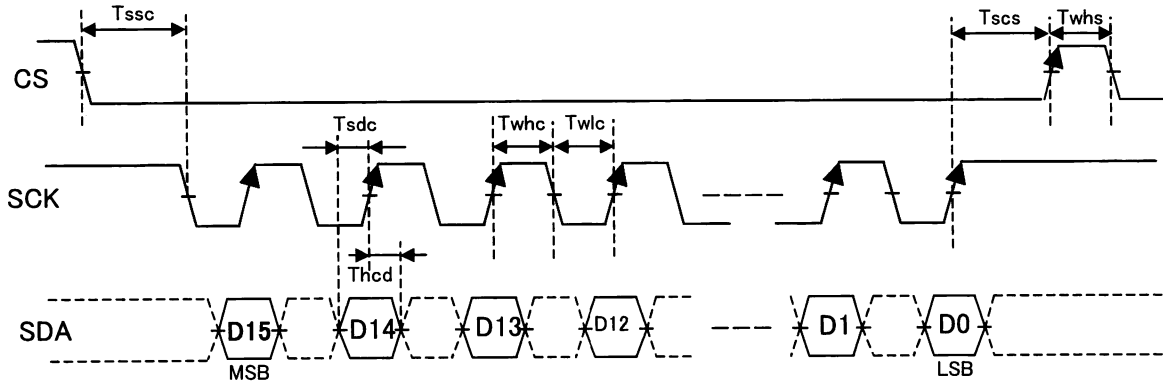 Tssc
Tscs
Twhs
CS
Tsdc
Twhc
Twlc
SCK
Thcd
SDA
D15
D14
D13
D12
D1
D0
MSB
LSB